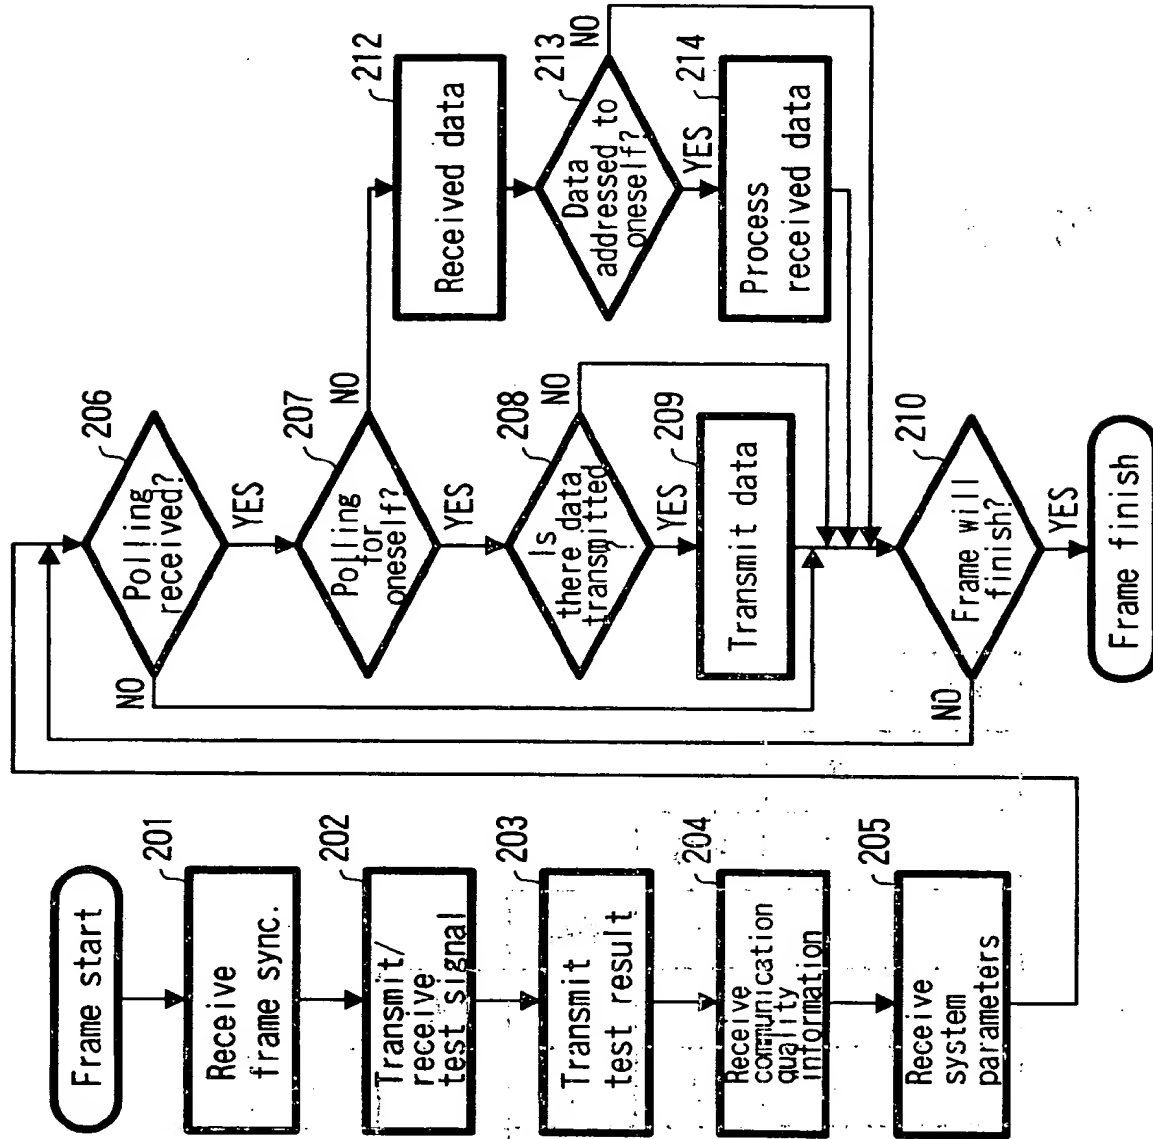 Frame start
201
Receive
frame sync.
202
Transmit/
receive
test signal
203
Transmit
test result
204
Receive
communication
quality
information
205
Receive
system
parameters
206
Polling
received?
NO
YES
207
Polling
for
oneself?
NO
YES
208
Is
there data
transmitted
?
NO
YES
209
Transmit data
212
Received data
213
Data
addressed to
oneself?
NO
YES
214
Process
received data
210
Frame will
finish?
NO
YES
Frame finish